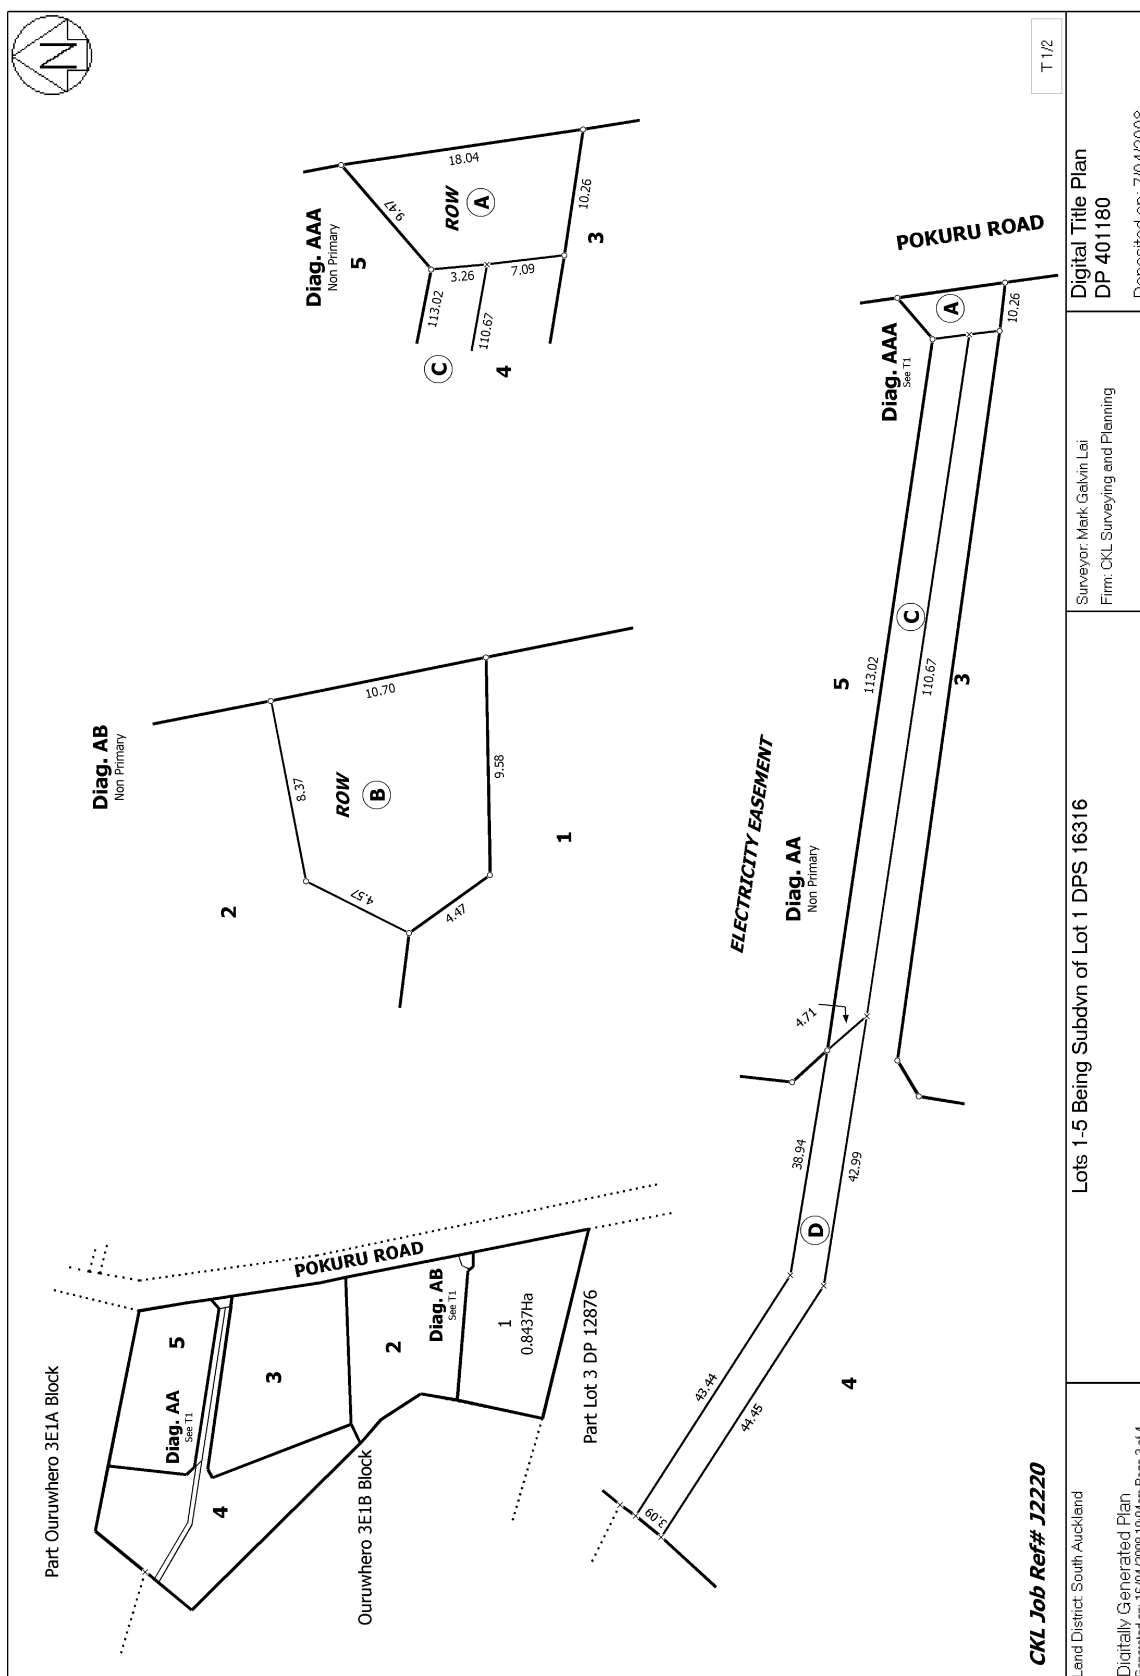 N
T 1/2
Diag. AAA
Non Primary
5
18.04
9.47
ROW
A
10.26
3
3.26
7.09
113.02
110.67
C
4
Diag. AB
Non Primary
2
10.70
8.37
ROW
B
9.58
4.57
4.47
1
POKURU ROAD
A
10.26
Diag. AAA
See T1
C
5
113.02
110.67
3
ELECTRICITY EASEMENT
Diag. AA
Non Primary
4.71
38.94
42.99
D
43.44
44.45
3.09
4
Part Ouruwhero 3E1A Block
POKURU ROAD
5
Diag. AA
See T1
3
2
Diag. AB
See T1
1
0.8437Ha
4
Ouruwhero 3E1B Block
Part Lot 3 DP 12876
CKL Job Ref# J2220
Land District: South Auckland
Digitally Generated Plan
Lots 1-5 Being Subdvn of Lot 1 DPS 16316
Surveyor: Mark Galvin Lai
Firm: CKL Surveying and Planning
Digital Title Plan
DP 401180
Deposited on: 7/04/2008